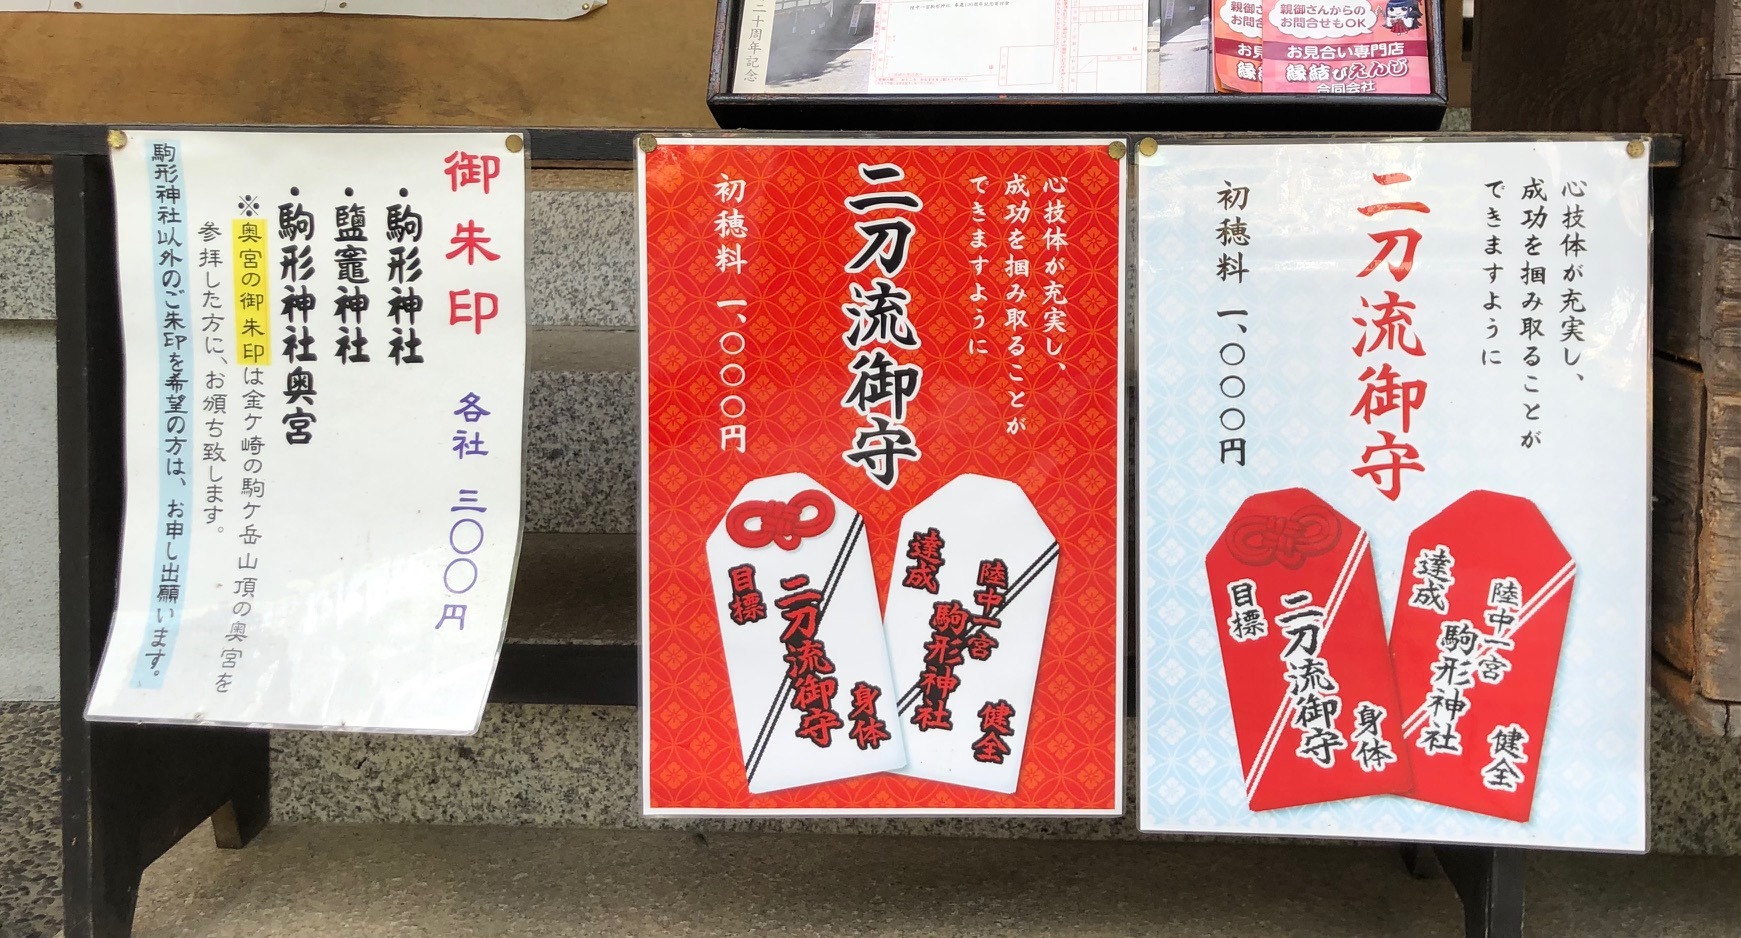 二十周年記念
親御さんからの
お問合せもOK
お見合い専門店
縁結びえんじ
合同会社
御朱印 各社 三〇〇円
・駒形神社
・鹽竈神社
・駒形神社奥宮
※奥宮の御朱印は金ケ崎の駒ケ岳山頂の奥宮を
参拝した方に、お頒ち致します。
駒形神社以外のご朱印を希望の方は、お申し出願います。
心技体が充実し、
成功を掴み取ることが
できますように
二刀流御守
初穂料 一、〇〇〇円
目標
二刀流御守
身体
達成
陸中一宮
駒形神社
健全
心技体が充実し、
成功を掴み取ることが
できますように
二刀流御守
初穂料 一、〇〇〇円
目標
二刀流御守
身体
達成
陸中一宮
駒形神社
健全